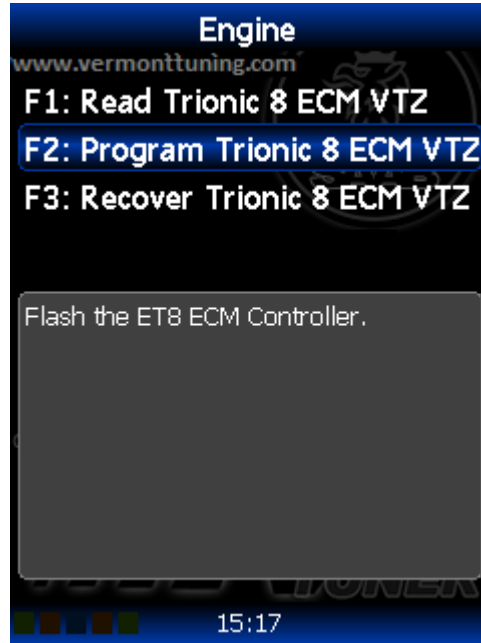 Engine
www.vermonttuning.com
F1: Read Trionic 8 ECM VTZ
F2: Program Trionic 8 ECM VTZ
F3: Recover Trionic 8 ECM VTZ
Flash the ET8 ECM Controller.
TUNER
15:17